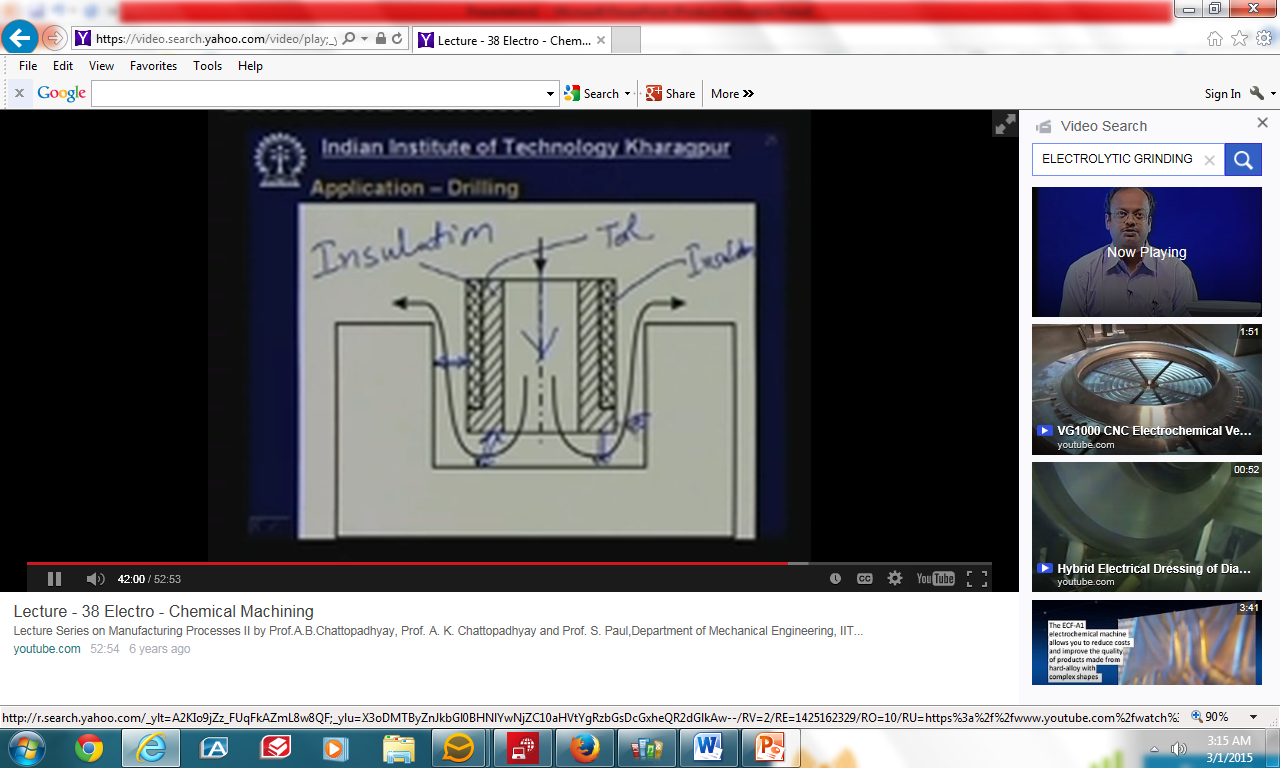 https://video.search.yahoo.com/video/play;_y
Lecture - 38 Electro - Chem...
File Edit View Favorites Tools Help
x Google Search Share More >> Sign In
Indian Institute of Technology Kharagpur
Application – Drilling
Insulation
Tool
42:00 / 52:53
CC
YouTube
Lecture - 38 Electro - Chemical Machining
Lecture Series on Manufacturing Processes II by Prof.A.B.Chattopadhyay, Prof. A. K. Chattopadhyay and Prof. S. Paul,Department of Mechanical Engineering, IIT...
youtube.com 52:54 6 years ago
Video Search
ELECTROLYTIC GRINDING
Now Playing
1:51
VG1000 CNC Electrochemical Ve...
youtube.com
00:52
Hybrid Electrical Dressing of Dia...
youtube.com
3:41
The ECF-A1
electrochemical machine
allows you to reduce costs
and improve the quality
of products made from
hard-alloy with
complex shapes
90%
3:15 AM
3/1/2015